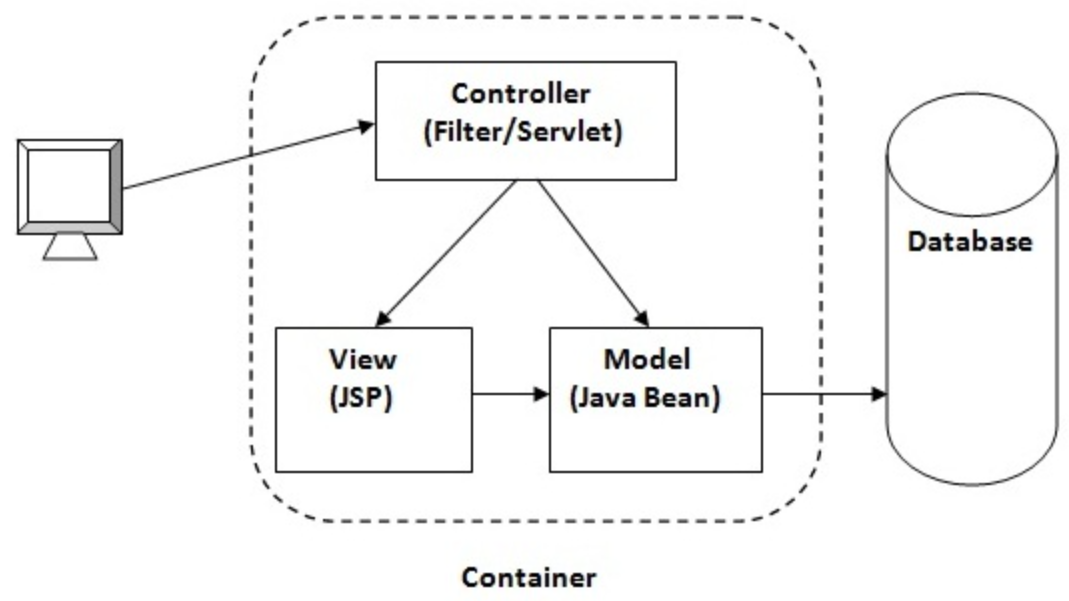 Controller
(Filter/Servlet)
Database
View
(JSP)
Model
(Java Bean)
Container